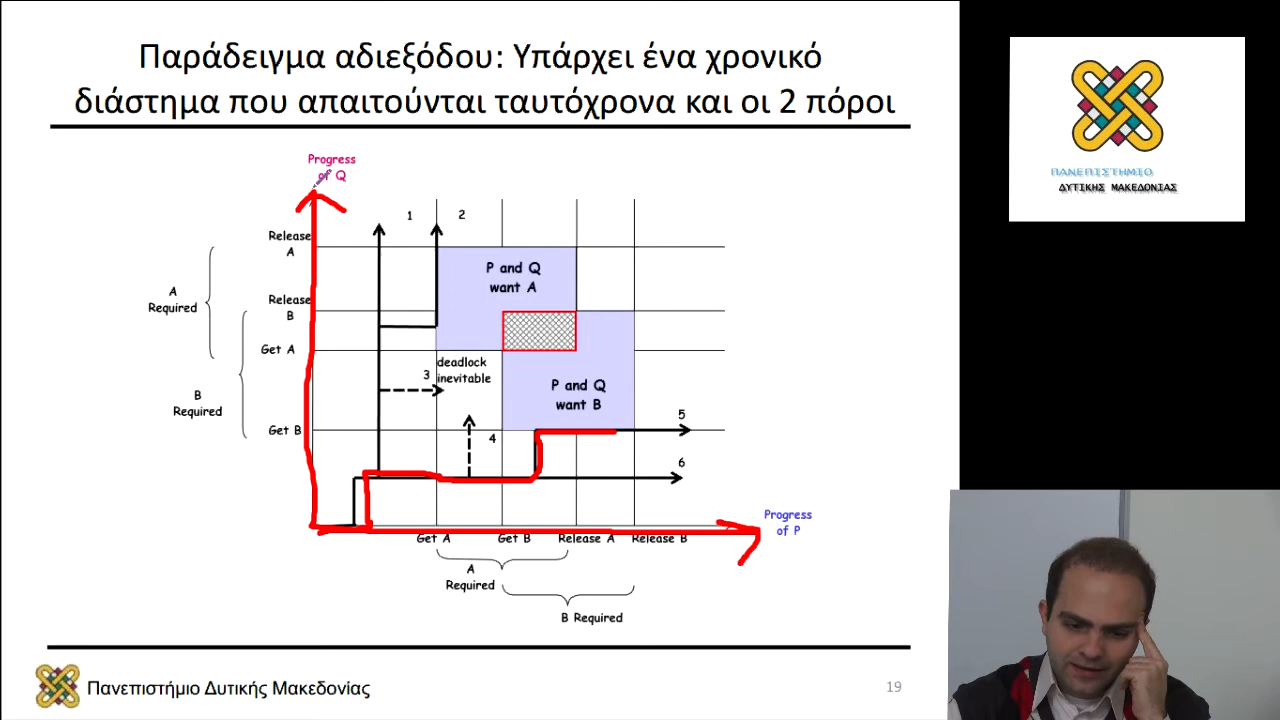 Παράδειγμα αδιεξόδου: Υπάρχει ένα χρονικό
διάστημα που απαιτούνται ταυτόχρονα και οι 2 πόροι
Progress
of Q
1
2
Release
A
P and Q
want A
A
Required
Release
B
Get A
deadlock
inevitable
3
P and Q
want B
B
Required
Get B
4
5
6
Progress
of P
Get A
Get B
Release A
Release B
A
Required
B Required
Πανεπιστήμιο Δυτικής Μακεδονίας
19
ΠΑΝΕΠΙΣΤΗΜΙΟ
ΔΥΤΙΚΗΣ ΜΑΚΕΔΟΝΙΑΣ